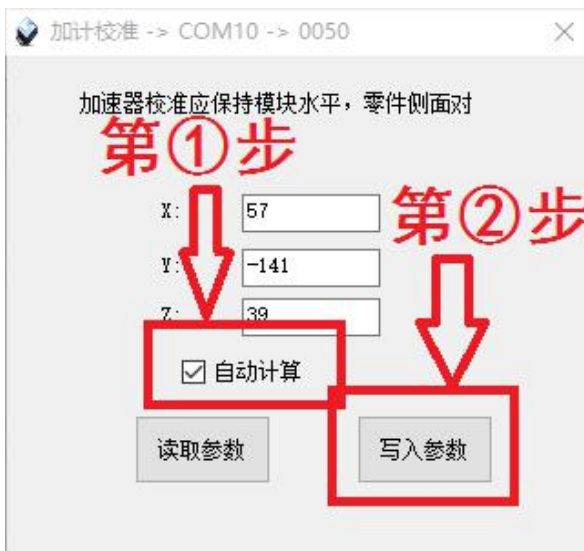 加计校准 -> COM10 -> 0050
加速器校准应保持模块水平，零件侧面对
第①步
第②步
X: 57
Y: -141
Z: 39
自动计算
读取参数 写入参数